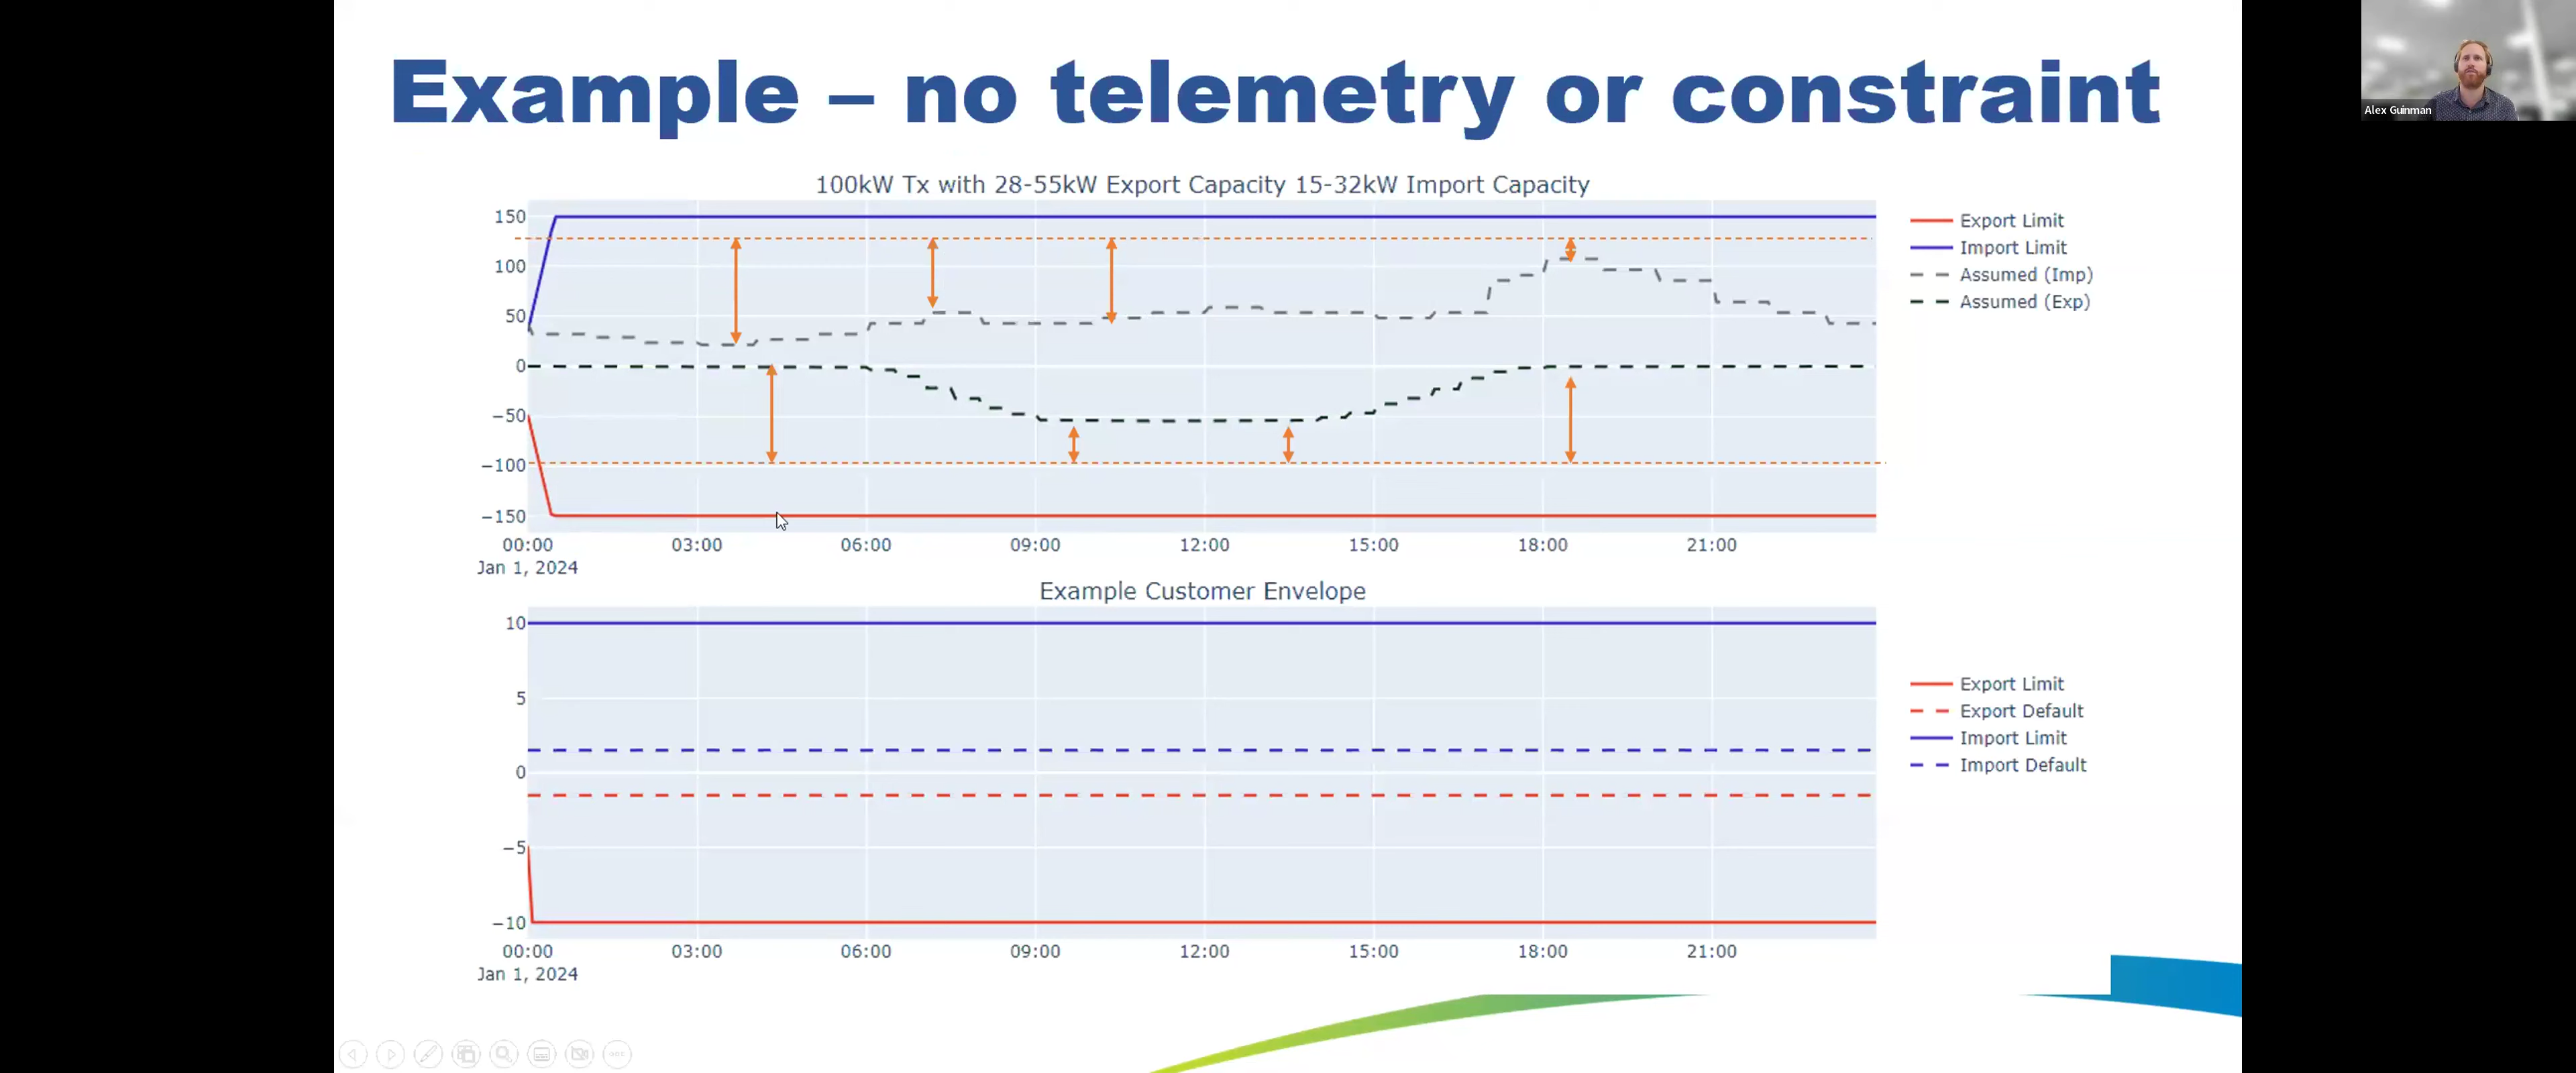 Example – no telemetry or constraint
Alex Guinman
100kW Tx with 28-55kW Export Capacity 15-32kW Import Capacity
150
100
50
0
−50
−100
−150
00:00 03:00 06:00 09:00 12:00 15:00 18:00 21:00
Jan 1, 2024
Export Limit
Import Limit
Assumed (Imp)
Assumed (Exp)
Example Customer Envelope
10
5
0
−5
−10
00:00 03:00 06:00 09:00 12:00 15:00 18:00 21:00
Jan 1, 2024
Export Limit
Export Default
Import Limit
Import Default